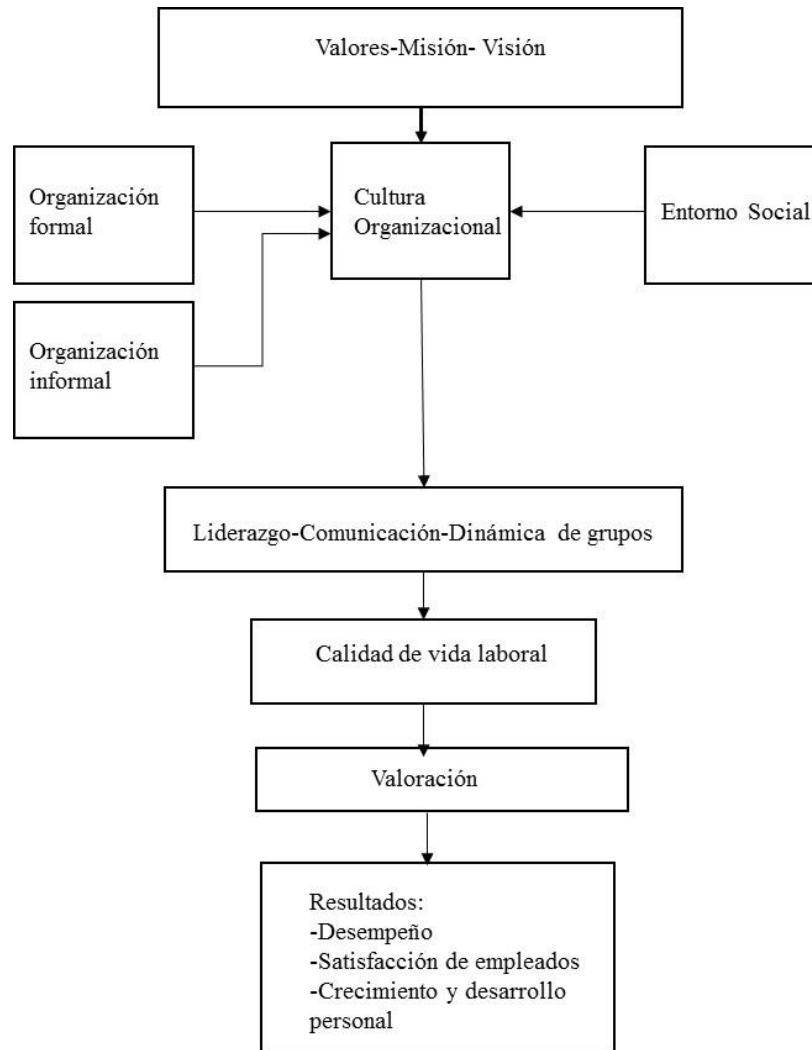 Valores-Misión- Visión
Organización
formal
Cultura
Organizacional
Entorno Social
Organización
informal
Liderazgo-Comunicación-Dinámica de grupos
Calidad de vida laboral
Valoración
Resultados:
-Desempeño
-Satisfacción de empleados
-Crecimiento y desarrollo
personal